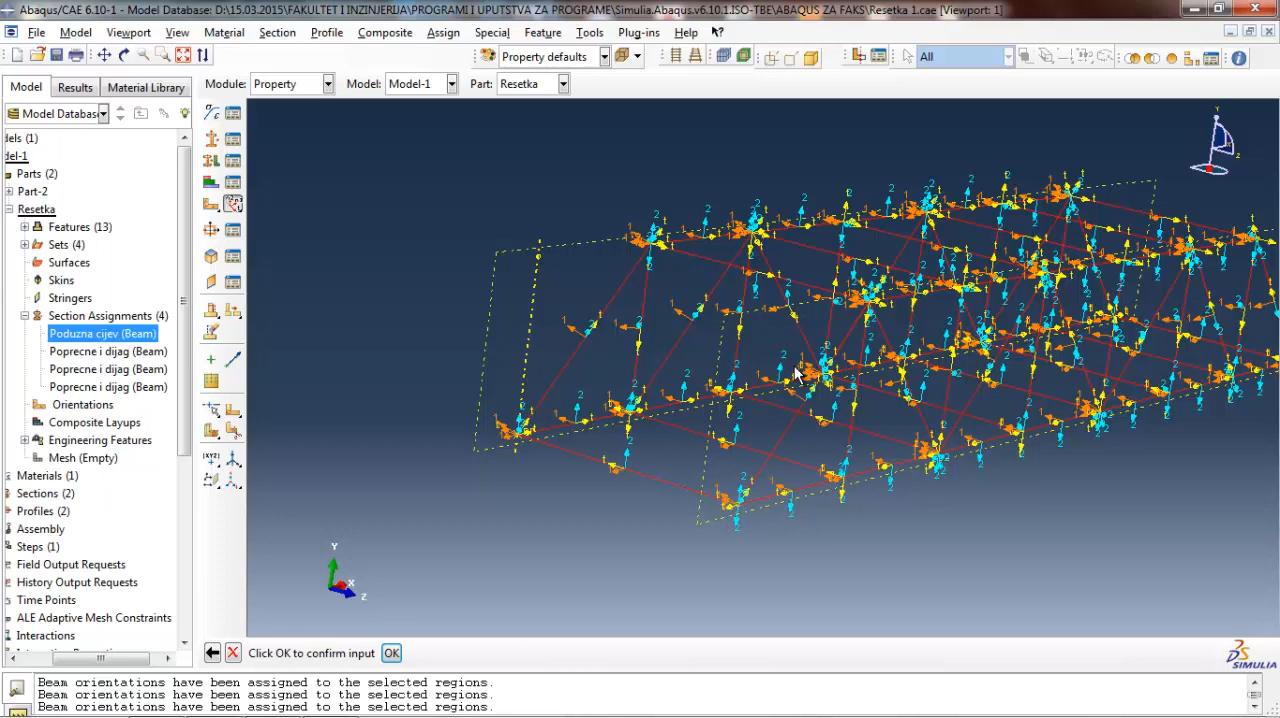 Abaqus/CAE 6.10-1 - Model Database: D:\15.03.2015\FAKULTET I INZINJERIJA\PROGRAMI I UPUTSTVA ZA PROGRAME\Simulia.Abaqus.v6.10.1.ISO-TBE\ABAQUS ZA FAKS\Resetka 1.cae [Viewport: 1]
File Model Viewport View Material Section Profile Composite Assign Special Feature Tools Plug-ins Help
Property defaults All
Model Results Material Library Module: Property Model: Model-1 Part: Resetka
Model Databas
dels (1)
del-1
Parts (2)
Part-2
Resetka
Features (13)
Sets (4)
Surfaces
Skins
Stringers
Section Assignments (4)
Poduzna cijev (Beam)
Poprecne i dijag (Beam)
Poprecne i dijag (Beam)
Poprecne i dijag (Beam)
Orientations
Composite Layups
Engineering Features
Mesh (Empty)
Materials (1)
Sections (2)
Profiles (2)
Assembly
Steps (1)
Field Output Requests
History Output Requests
Time Points
ALE Adaptive Mesh Constraints
Interactions
Y
X
Z
Click OK to confirm input OK
SIMULIA
Beam orientations have been assigned to the selected regions.
Beam orientations have been assigned to the selected regions.
Beam orientations have been assigned to the selected regions.